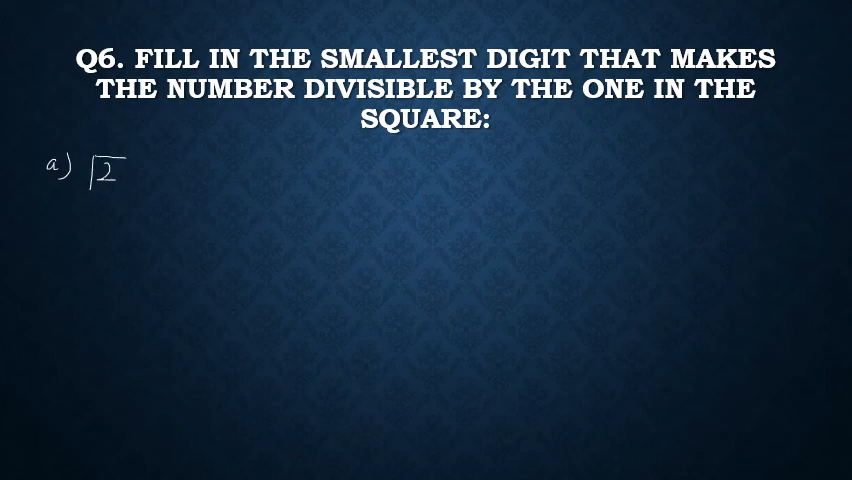 Q6. FILL IN THE SMALLEST DIGIT THAT MAKES
THE NUMBER DIVISIBLE BY THE ONE IN THE
SQUARE:
a) 2